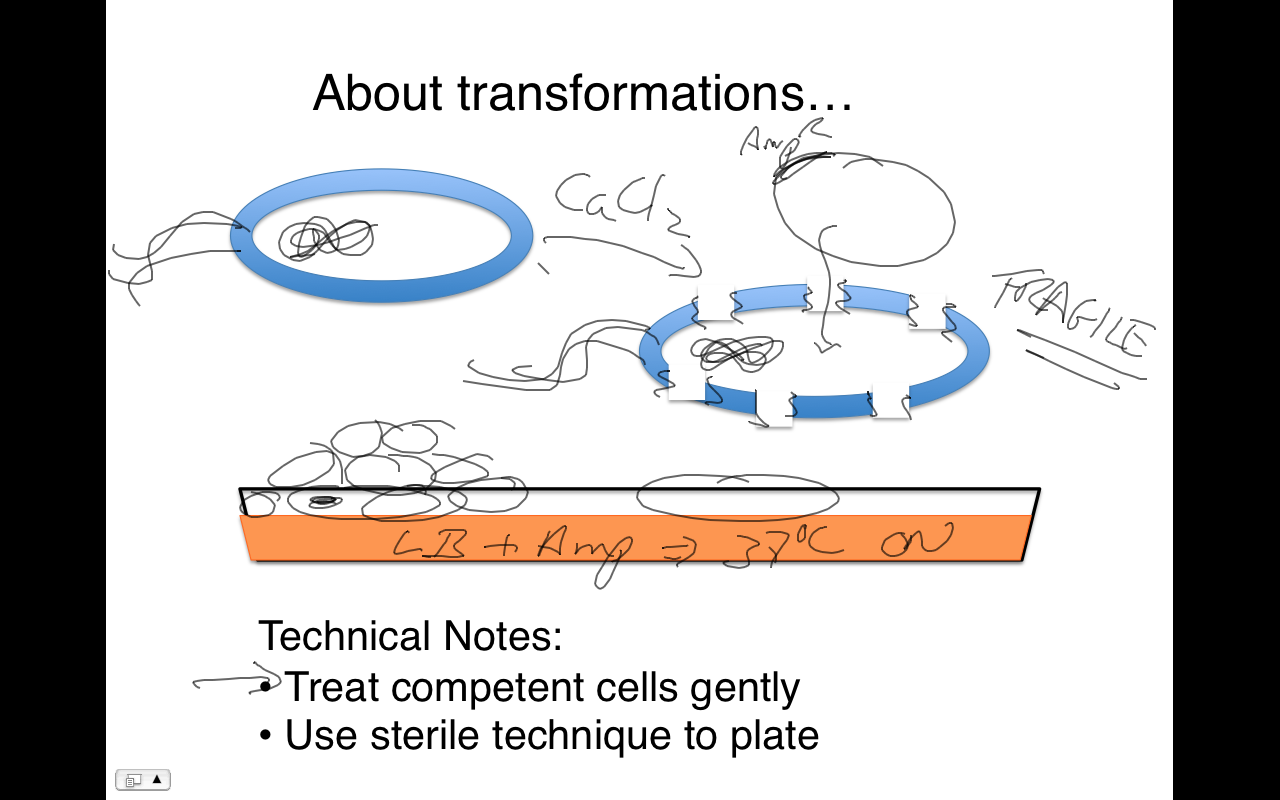 About transformations…
Amp R
CaCl2
FRAGILE
LB + Amp ⇒ 37°C ON
Technical Notes:
• Treat competent cells gently
• Use sterile technique to plate